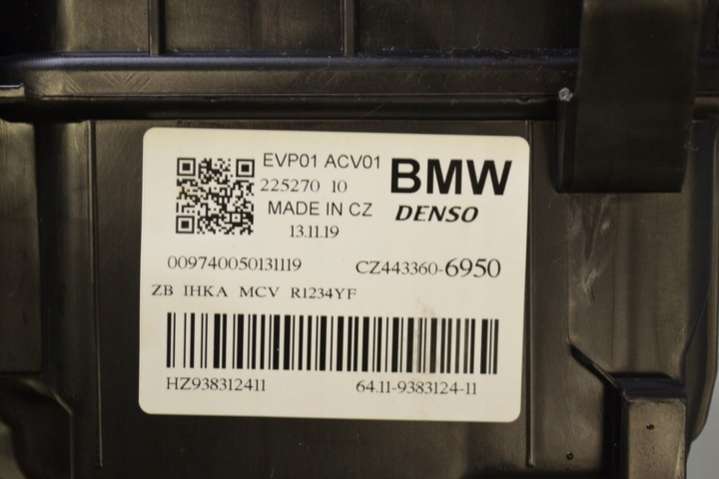 EVP01 ACV01
225270 10
MADE IN CZ
13.11.19
BMW
DENSO
009740050131119
CZ443360-6950
ZB IHKA MCV R1234YF
HZ938312411
64.11-9383124-11